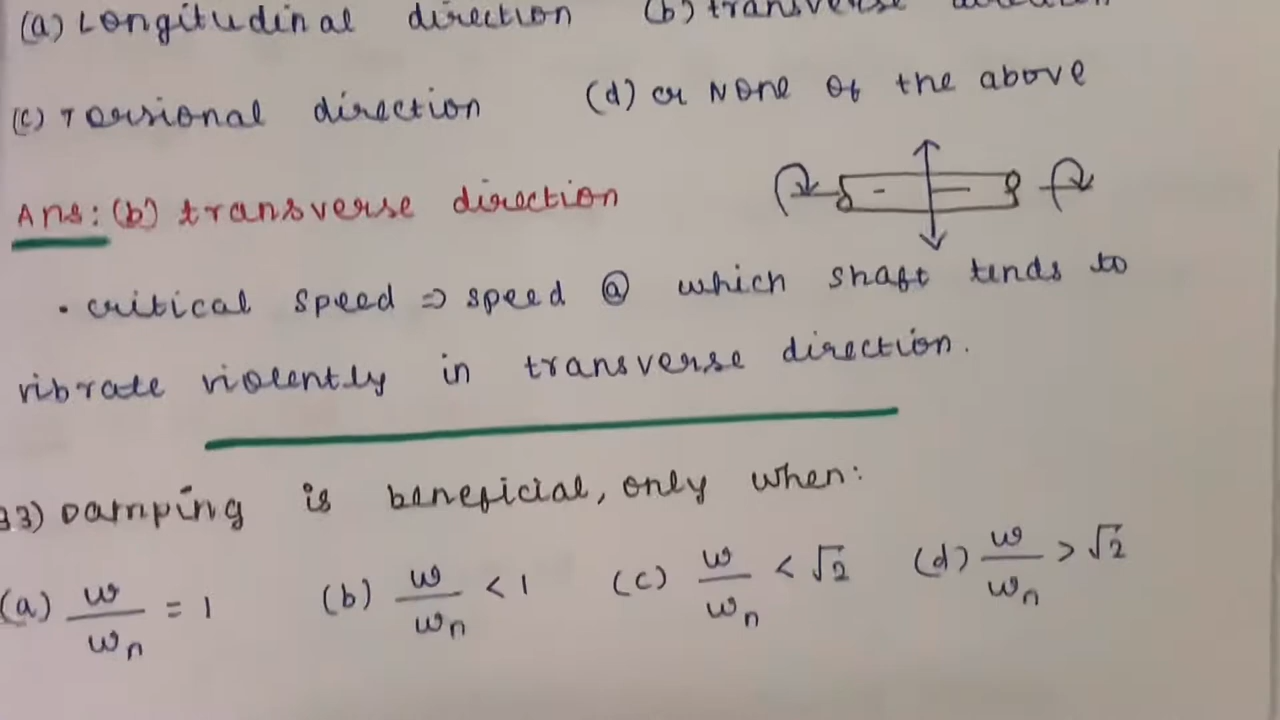 (a) Longitudinal direction (b) transverse direction
(c) Torsional direction (d) or None of the above
Ans: (b) transverse direction
• critical speed ⇒ speed @ which shaft tends to
vibrate violently in transverse direction.
33) Damping is beneficial, only when:
(a) ω/ωn = 1 (b) ω/ωn < 1 (c) ω/ωn < √2 (d) ω/ωn > √2